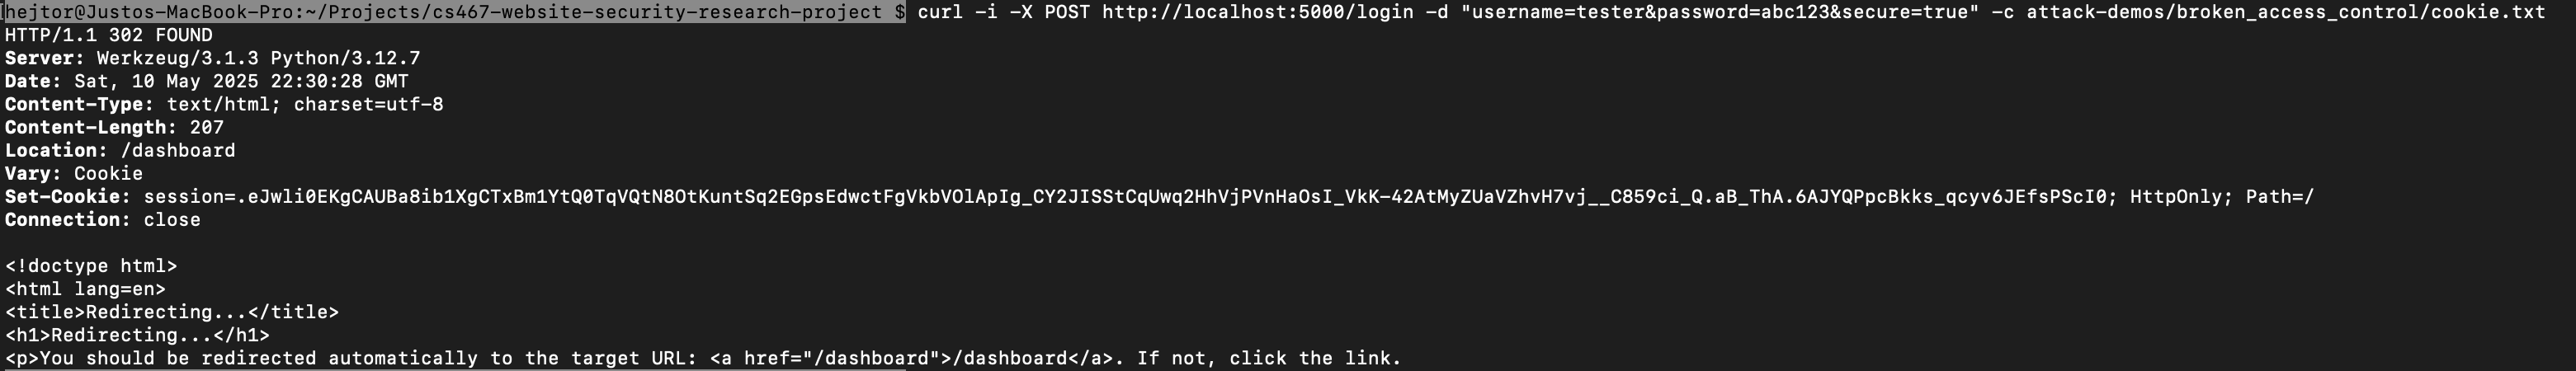 hejtor@Justos-MacBook-Pro:~/Projects/cs467-website-security-research-project $ curl -i -X POST http://localhost:5000/login -d "username=tester&password=abc123&secure=true" -c attack-demos/broken_access_control/cookie.txt
HTTP/1.1 302 FOUND
Server: Werkzeug/3.1.3 Python/3.12.7
Date: Sat, 10 May 2025 22:30:28 GMT
Content-Type: text/html; charset=utf-8
Content-Length: 207
Location: /dashboard
Vary: Cookie
Set-Cookie: session=.eJwli0EKgCAUBa8ib1XgCTxBm1YtQ0TqVQtN8OtKuntSq2EGpsEdwctFgVkbVOlApIg_CY2JISStCqUwq2HhVjPVnHaOsI_VkK-42AtMyZUaVZhvH7vj__C859ci_Q.aB_ThA.6AJYQPpcBkks_qcyv6JEfsPScI0; HttpOnly; Path=/
Connection: close
<!doctype html>
<html lang=en>
<title>Redirecting...</title>
<h1>Redirecting...</h1>
<p>You should be redirected automatically to the target URL: <a href="/dashboard">/dashboard</a>. If not, click the link.